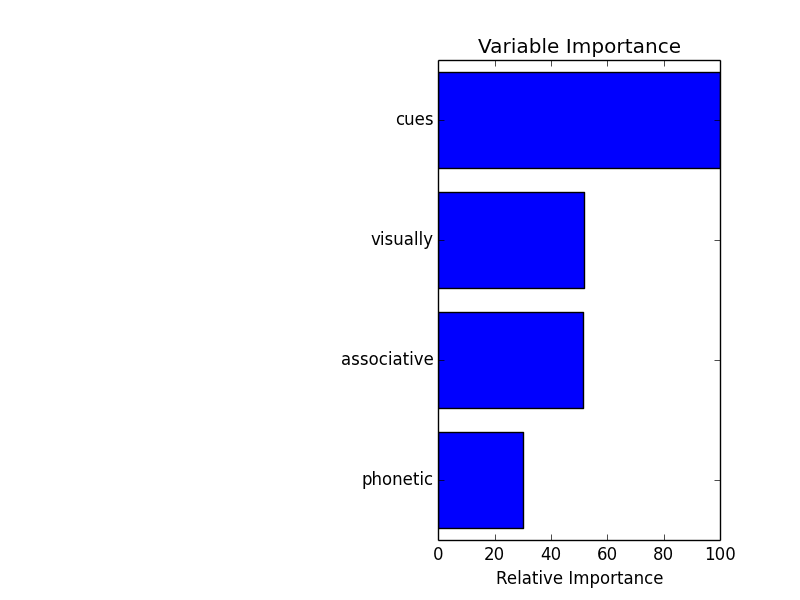 Variable Importance
cues
visually
associative
phonetic
0 20 40 60 80 100
Relative Importance